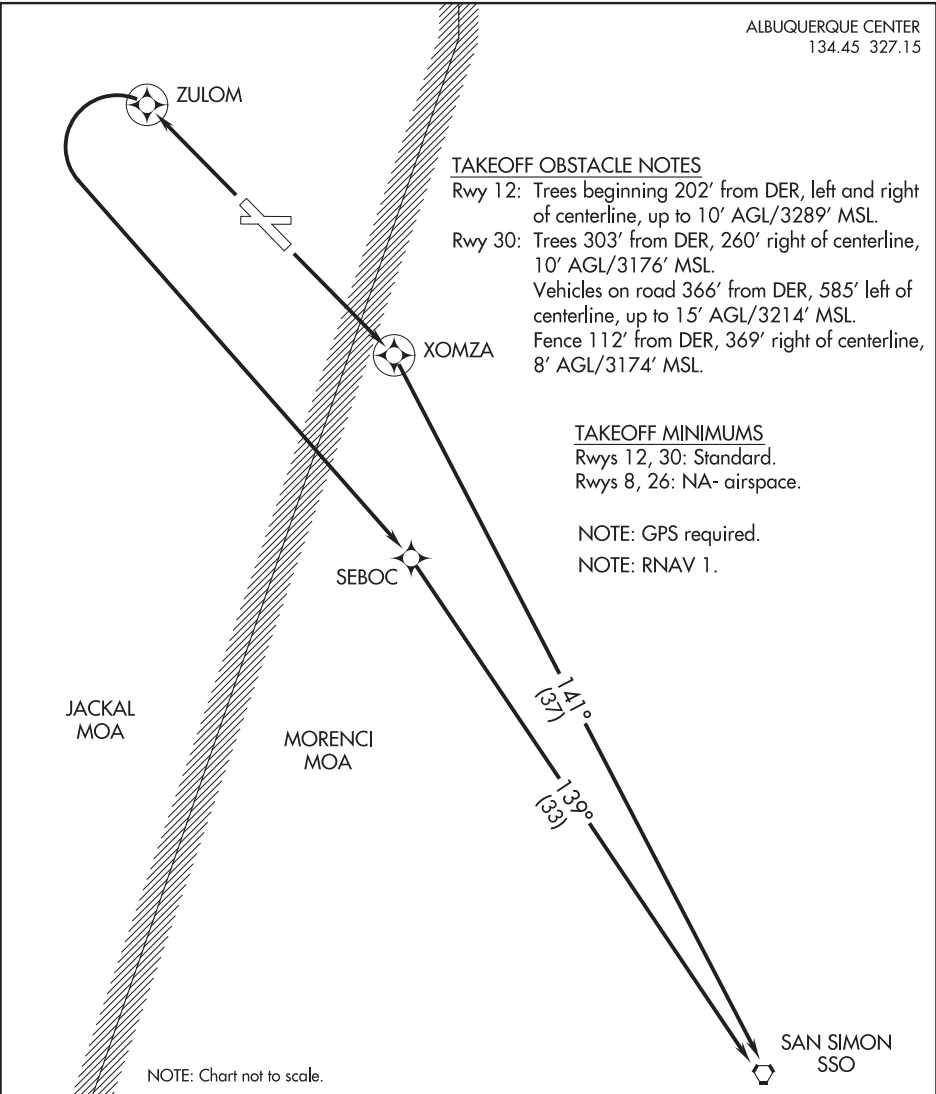 ALBUQUERQUE CENTER
134.45 327.15
ZULOM
TAKEOFF OBSTACLE NOTES
Rwy 12: Trees beginning 202' from DER, left and right
of centerline, up to 10' AGL/3289' MSL.
Rwy 30: Trees 303' from DER, 260' right of centerline,
10' AGL/3176' MSL.
Vehicles on road 366' from DER, 585' left of
centerline, up to 15' AGL/3214' MSL.
Fence 112' from DER, 369' right of centerline,
8' AGL/3174' MSL.
XOMZA
TAKEOFF MINIMUMS
Rwys 12, 30: Standard.
Rwys 8, 26: NA- airspace.
NOTE: GPS required.
NOTE: RNAV 1.
SEBOC
141°
(37)
JACKAL
MOA
MORENCI
MOA
139°
(33)
SAN SIMON
SSO
NOTE: Chart not to scale.